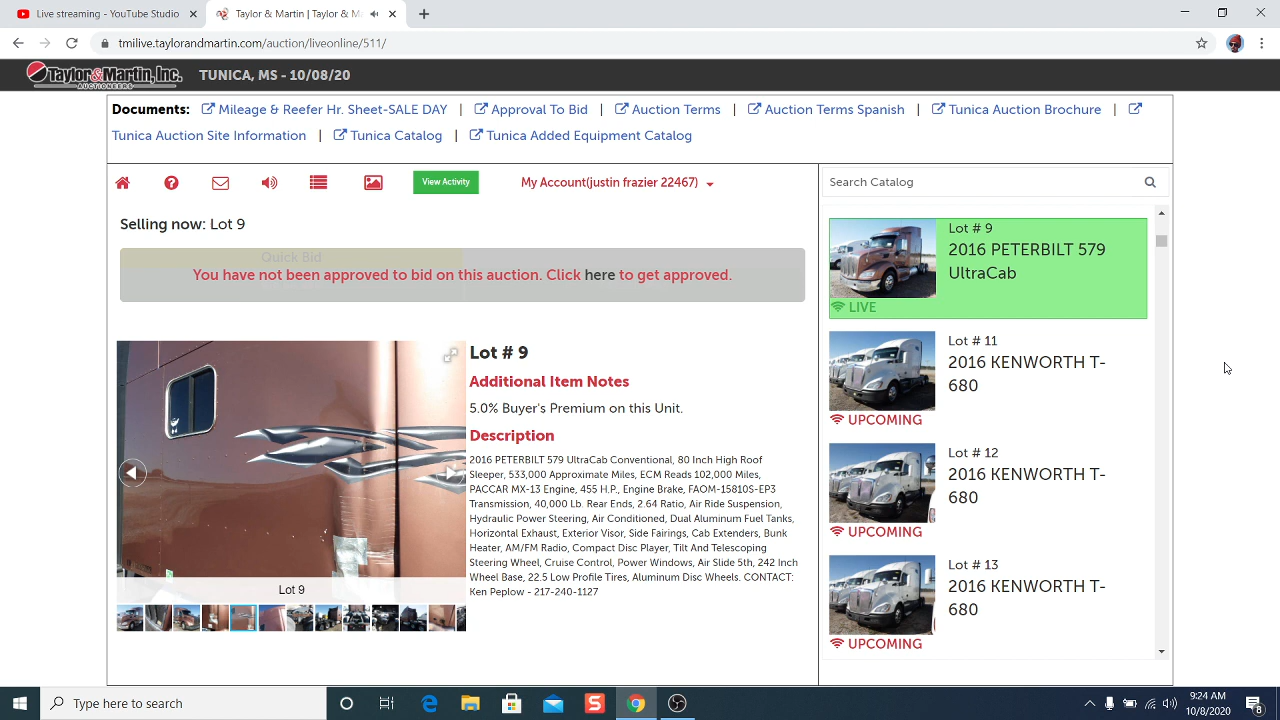 Live streaming - YouTube Studio
Taylor & Martin | Taylor & M
tmlive.taylorandmartin.com/auction/liveonline/511/
Taylor & Martin, Inc.
AUCTIONEERS
TUNICA, MS - 10/08/20
Documents: Mileage & Reefer Hr. Sheet-SALE DAY | Approval To Bid | Auction Terms | Auction Terms Spanish | Tunica Auction Brochure |
Tunica Auction Site Information | Tunica Catalog | Tunica Added Equipment Catalog
View Activity
My Account(justin frazier 22467)
Search Catalog
Selling now: Lot 9
Quick Bid
You have not been approved to bid on this auction. Click here to get approved.
Lot # 9
Additional Item Notes
5.0% Buyer's Premium on this Unit.
Description
2016 PETERBILT 579 UltraCab Conventional, 80 Inch High Roof
Sleeper, 533,000 Approximate Miles, ECM Reads 102,000 Miles,
PACCAR MX-13 Engine, 455 H.P., Engine Brake, FAOM-15810S-EP3
Transmission, 40,000 Lb. Rear Ends, 2.64 Ratio, Air Ride Suspension,
Hydraulic Power Steering, Air Conditioned, Dual Aluminum Fuel Tanks,
Horizontal Exhaust, Exterior Visor, Side Fairings, Cab Extenders, Bunk
Heater, AM/FM Radio, Compact Disc Player, Tilt And Telescoping
Steering Wheel, Cruise Control, Power Windows, Air Slide 5th, 242 Inch
Wheel Base, 22.5 Low Profile Tires, Aluminum Disc Wheels. CONTACT:
Ken Peplow - 217-240-1127
Lot 9
Lot # 9
2016 PETERBILT 579
UltraCab
LIVE
Lot # 11
2016 KENWORTH T-
680
UPCOMING
Lot # 12
2016 KENWORTH T-
680
UPCOMING
Lot # 13
2016 KENWORTH T-
680
UPCOMING
Type here to search
9:24 AM
10/8/2020
8